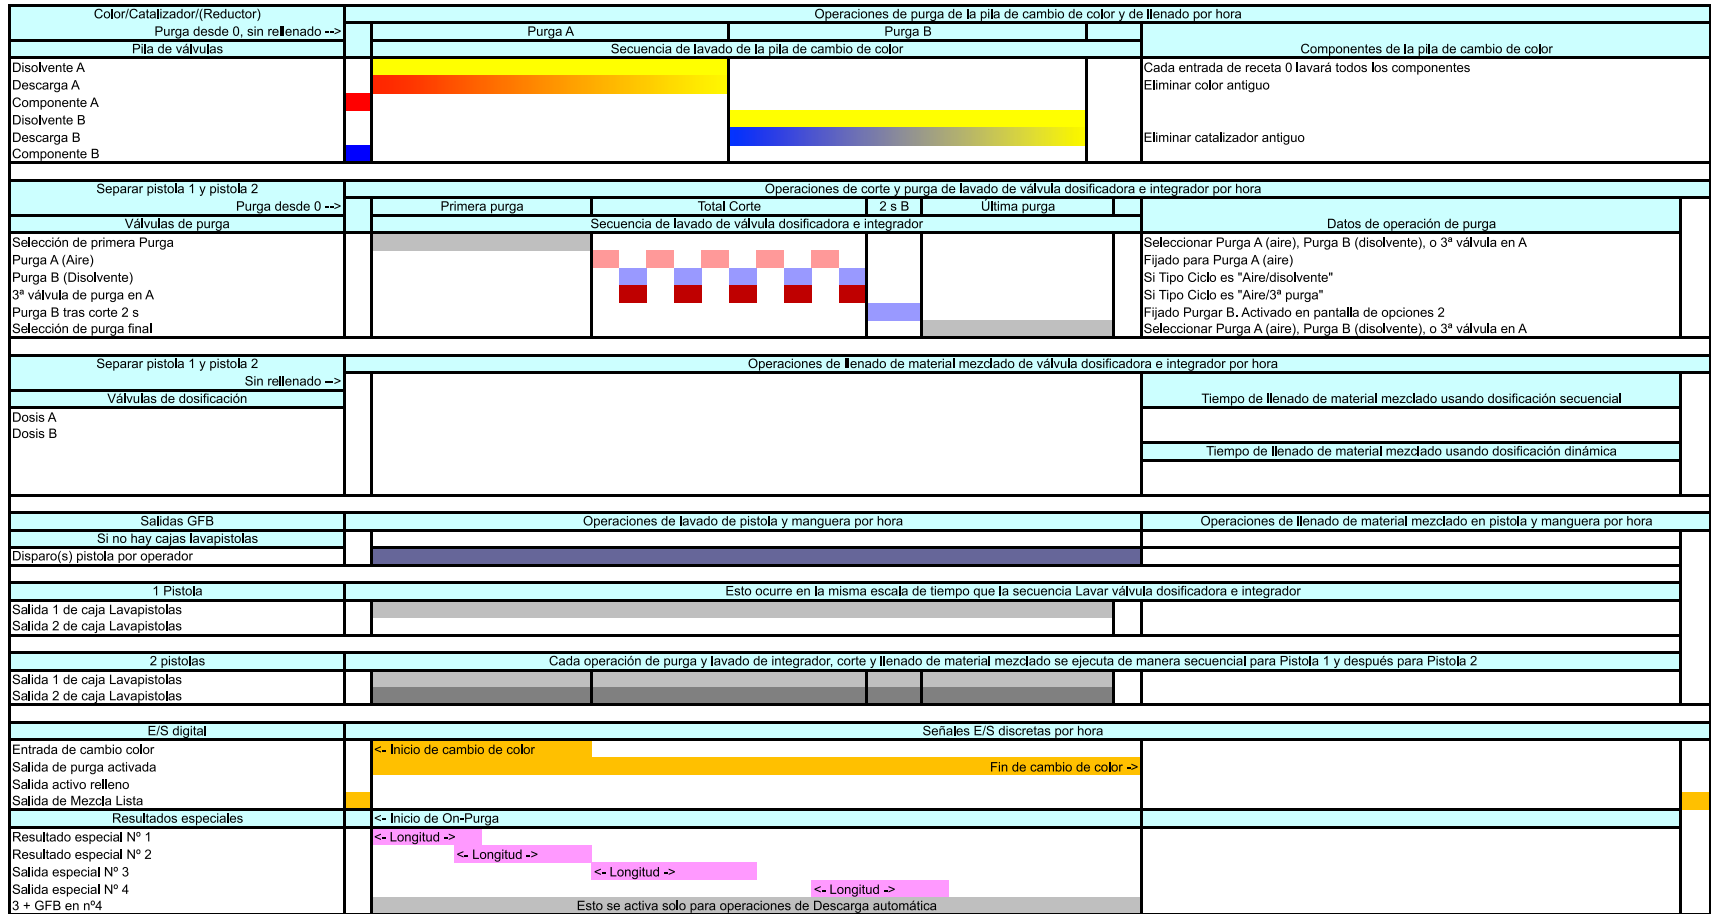 Color/Catalizador/(Reductor)
Operaciones de purga de la pila de cambio de color y de llenado por hora
Purga desde 0, sin rellenado -->
Purga A
Purga B
Pila de válvulas
Secuencia de lavado de la pila de cambio de color
Componentes de la pila de cambio de color
Disolvente A
Cada entrada de receta 0 lavará todos los componentes
Descarga A
Eliminar color antiguo
Componente A
Disolvente B
Descarga B
Eliminar catalizador antiguo
Componente B
Separar pistola 1 y pistola 2
Operaciones de corte y purga de lavado de válvula dosificadora e integrador por hora
Purga desde 0 -->
Primera purga
Total Corte
2 s B
Última purga
Válvulas de purga
Secuencia de lavado de válvula dosificadora e integrador
Datos de operación de purga
Selección de primera Purga
Seleccionar Purga A (aire), Purga B (disolvente), o 3ª válvula en A
Purga A (Aire)
Fijado para Purga A (aire)
Purga B (Disolvente)
Si Tipo Ciclo es "Aire/disolvente"
3ª válvula de purga en A
Si Tipo Ciclo es "Aire/3ª purga"
Purga B tras corte 2 s
Fijado Purgar B. Activado en pantalla de opciones 2
Selección de purga final
Seleccionar Purga A (aire), Purga B (disolvente), o 3ª válvula en A
Separar pistola 1 y pistola 2
Operaciones de llenado de material mezclado de válvula dosificadora e integrador por hora
Sin rellenado -->
Válvulas de dosificación
Tiempo de llenado de material mezclado usando dosificación secuencial
Dosis A
Dosis B
Tiempo de llenado de material mezclado usando dosificación dinámica
Salidas GFB
Operaciones de lavado de pistola y manguera por hora
Operaciones de llenado de material mezclado en pistola y manguera por hora
Si no hay cajas lavapistolas
Disparo(s) pistola por operador
1 Pistola
Esto ocurre en la misma escala de tiempo que la secuencia Lavar válvula dosificadora e integrador
Salida 1 de caja Lavapistolas
Salida 2 de caja Lavapistolas
2 pistolas
Cada operación de purga y lavado de integrador, corte y llenado de material mezclado se ejecuta de manera secuencial para Pistola 1 y después para Pistola 2
Salida 1 de caja Lavapistolas
Salida 2 de caja Lavapistolas
E/S digital
Señales E/S discretas por hora
Entrada de cambio color
<- Inicio de cambio de color
Salida de purga activada
Fin de cambio de color ->
Salida activo relleno
Salida de Mezcla Lista
Resultados especiales
<- Inicio de On-Purga
Resultado especial Nº 1
<- Longitud ->
Resultado especial Nº 2
<- Longitud ->
Salida especial Nº 3
<- Longitud ->
Salida especial Nº 4
<- Longitud ->
3 + GFB en nº4
Esto se activa solo para operaciones de Descarga automática